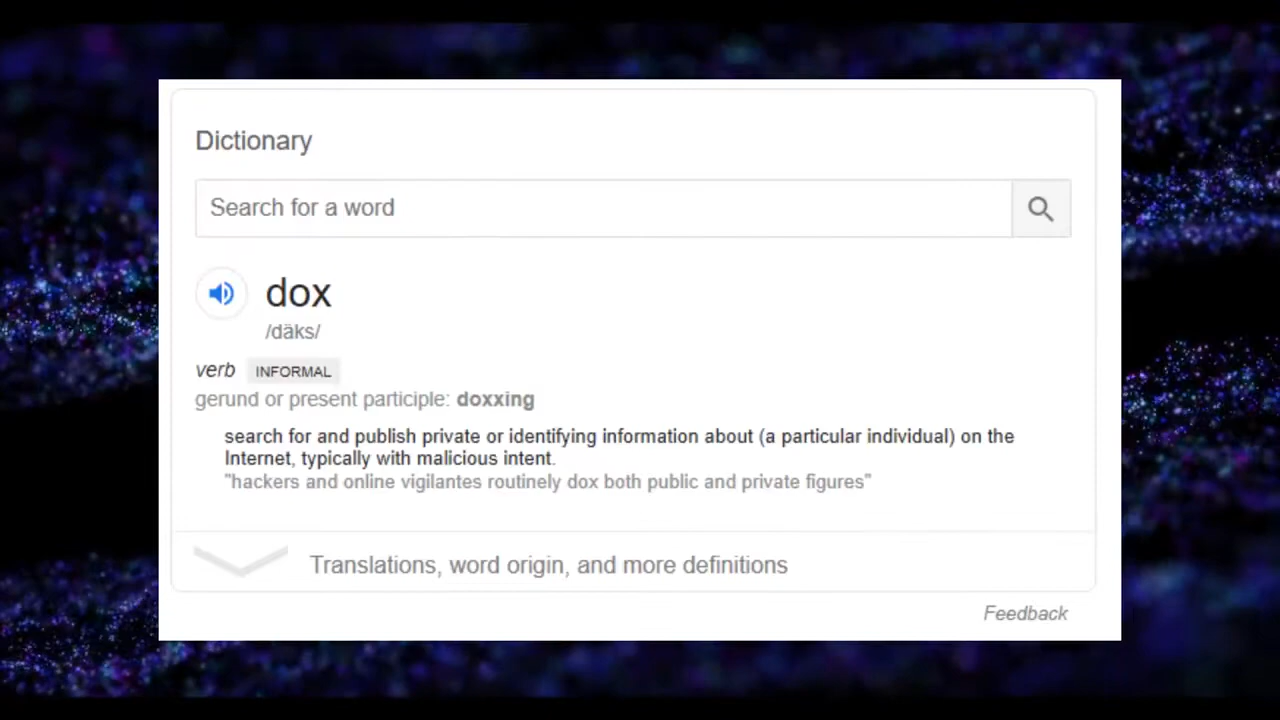 Dictionary
Search for a word
dox
/däks/
verb INFORMAL
gerund or present participle: doxxing
search for and publish private or identifying information about (a particular individual) on the
Internet, typically with malicious intent.
"hackers and online vigilantes routinely dox both public and private figures"
Translations, word origin, and more definitions
Feedback